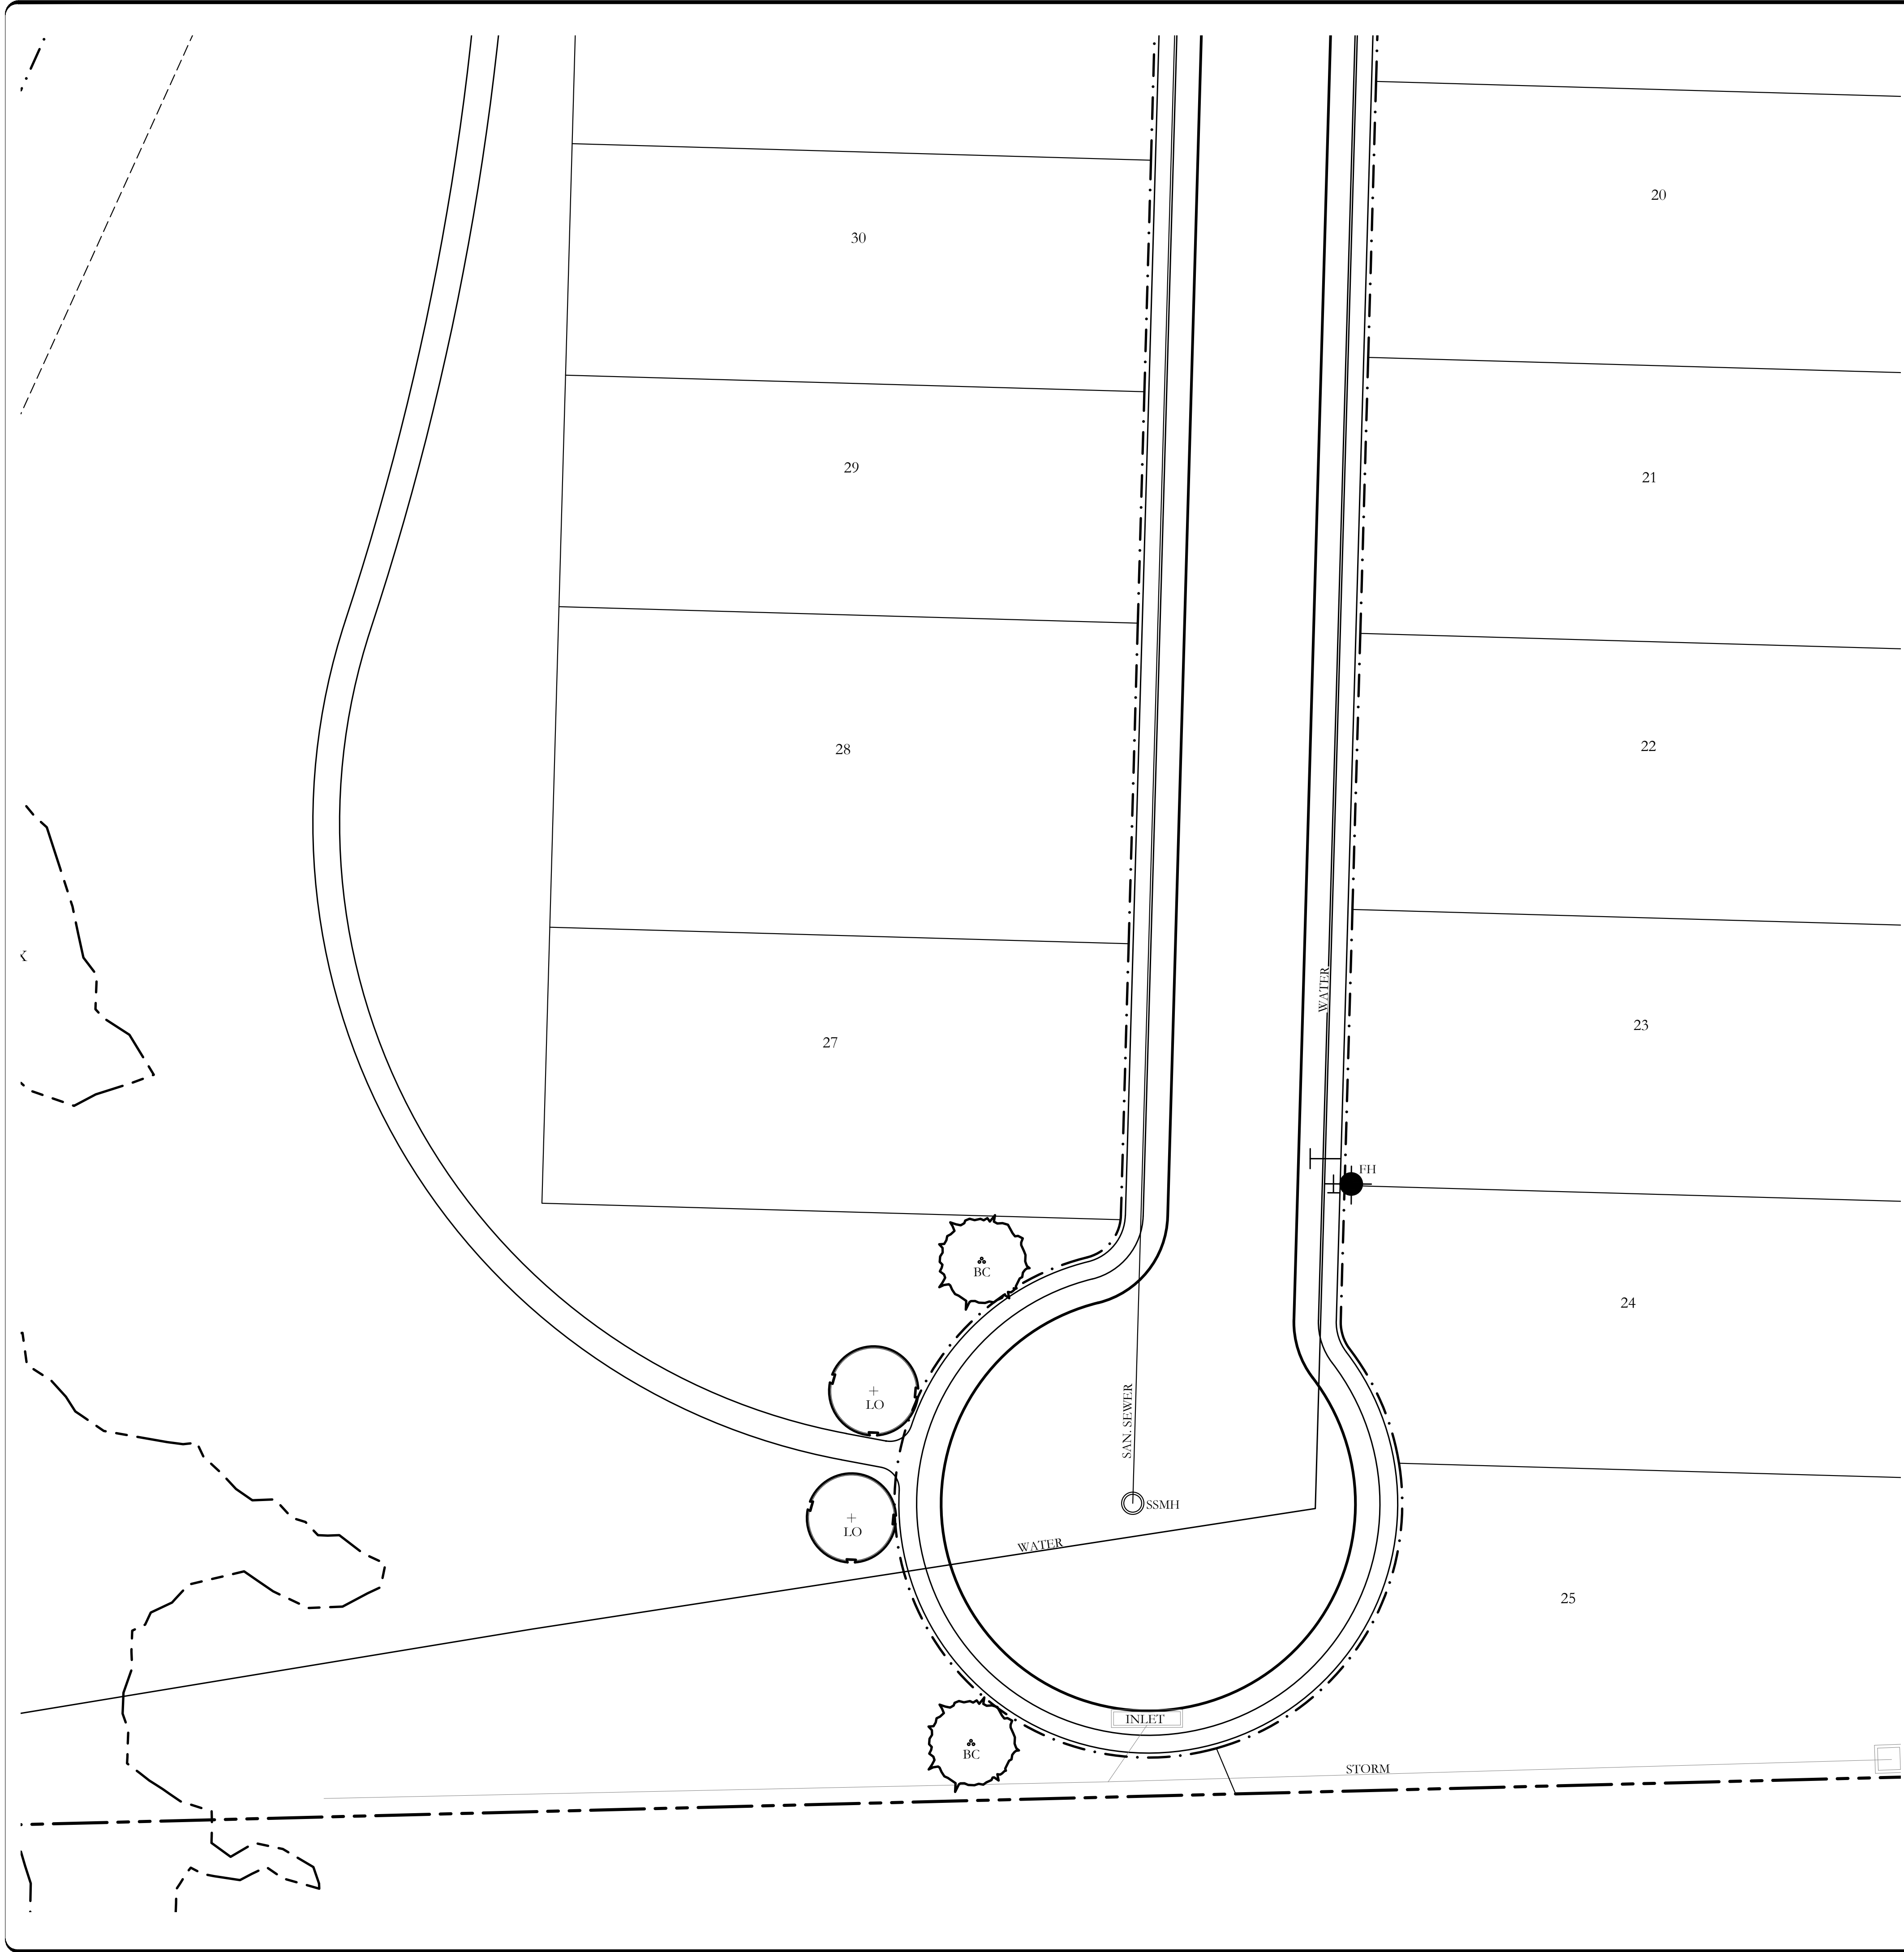 20
30
29
21
22
28
X
WATER
23
27
FH
BC
24
LO
SAN. SEWER
SSMH
LO
WATER
25
INLET
BC
STORM